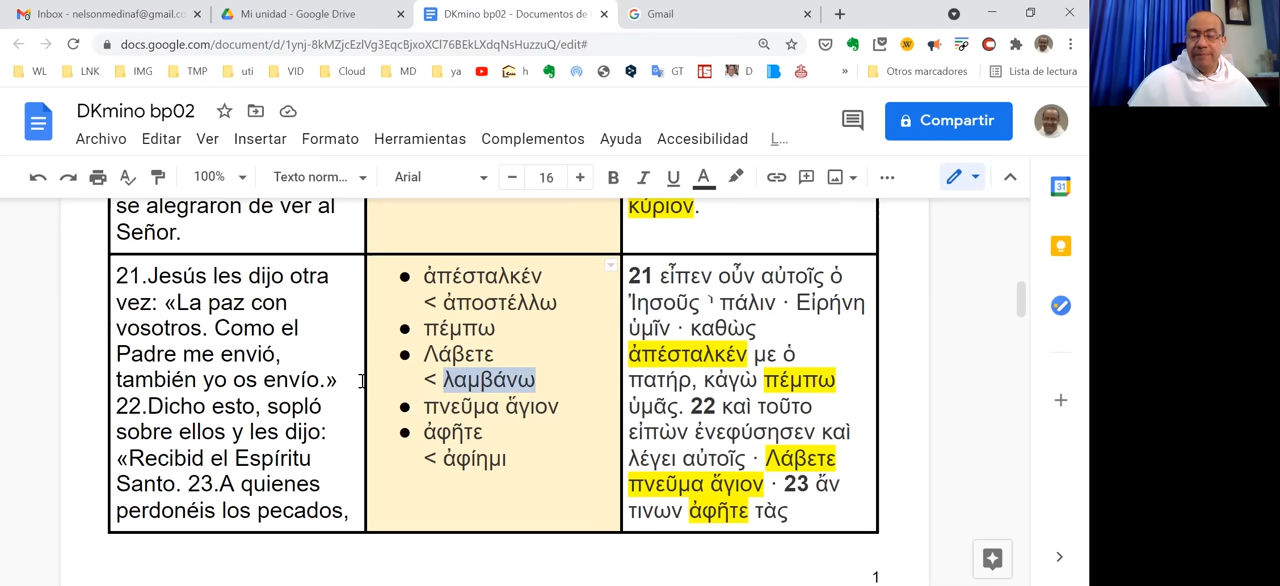 Inbox - nelsonmedinaf@gmail.co
Mi unidad - Google Drive
DKmino bp02 - Documentos de
Gmail
docs.google.com/document/d/1ynj-8kMZjcEzlVg3EqcBjxoXCl76BEkLXdqNsHuzzuQ/edit#
WL LNK IMG TMP uti VID Cloud MD ya h GT D » Otros marcadores Lista de lectura
DKmino bp02
Compartir
Archivo Editar Ver Insertar Formato Herramientas Complementos Ayuda Accesibilidad L...
100% Texto norm... Arial 16
se alegraron de ver al
Señor.
κύριον.
21.Jesús les dijo otra
vez: «La paz con
vosotros. Como el
Padre me envió,
también yo os envío.»
22.Dicho esto, sopló
sobre ellos y les dijo:
«Recibid el Espíritu
Santo. 23.A quienes
perdonéis los pecados,
● ἀπέσταλκέν
< ἀποστέλλω
● πέμπω
● Λάβετε
< λαμβάνω
● πνεῦμα ἅγιον
● ἀφῆτε
< ἀφίημι
21 εἶπεν οὖν αὐτοῖς ὁ
Ἰησοῦς ⸃ πάλιν · Εἰρήνη
ὑμῖν · καθὼς
ἀπέσταλκέν με ὁ
πατήρ, κἀγὼ πέμπω
ὑμᾶς. 22 καὶ τοῦτο
εἰπὼν ἐνεφύσησεν καὶ
λέγει αὐτοῖς · Λάβετε
πνεῦμα ἅγιον · 23 ἄν
τινων ἀφῆτε τὰς
1